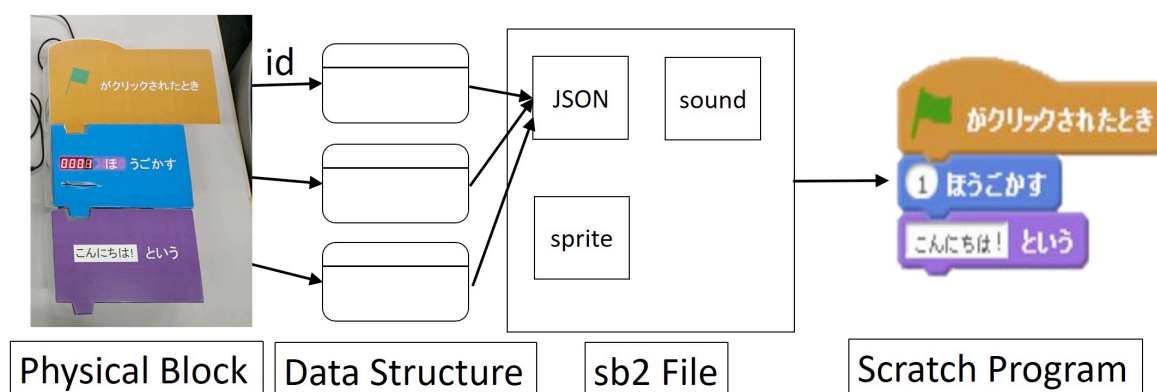 id
がクリックされたとき
ほ うごかす
こんにちは! という
JSON
sound
sprite
がクリックされたとき
1 ほうごかす
こんにちは! という
Physical Block
Data Structure
sb2 File
Scratch Program